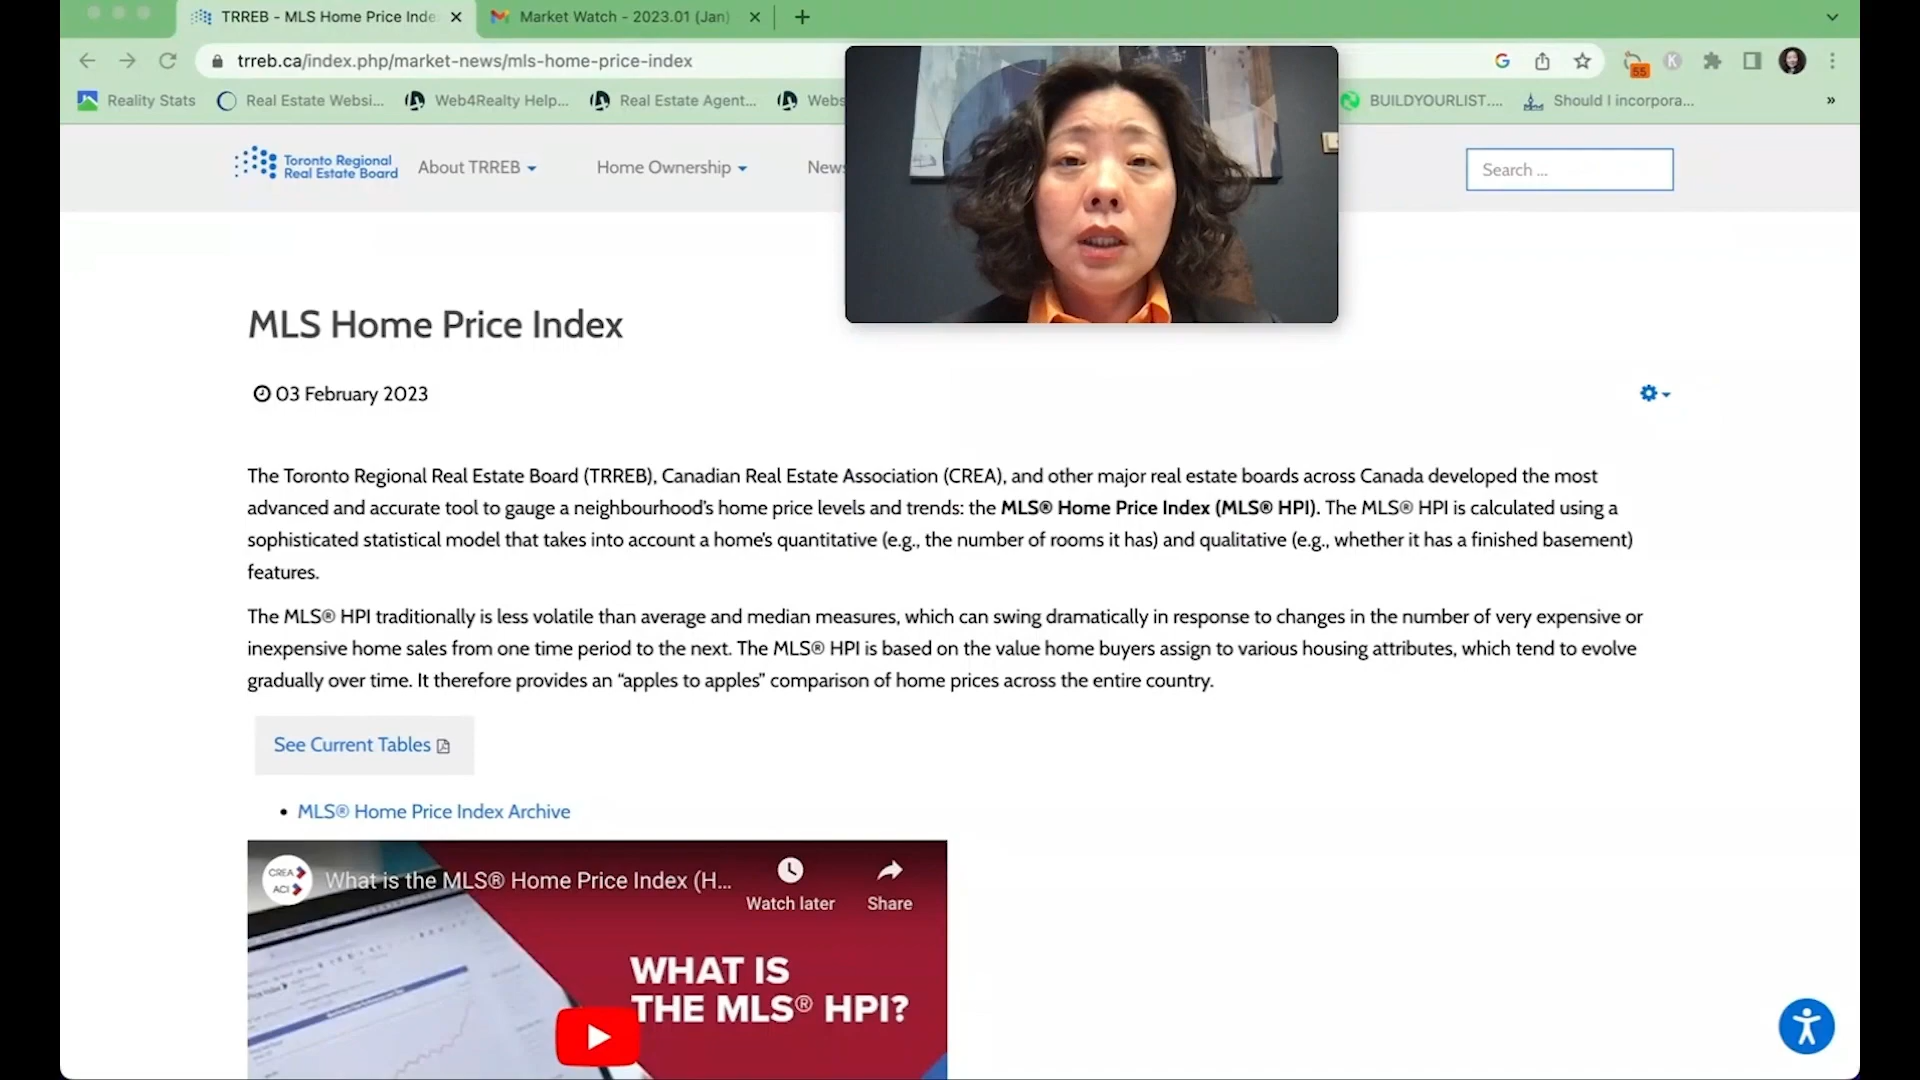 TRREB - MLS Home Price Inde
Market Watch - 2023.01 (Jan)
trreb.ca/index.php/market-news/mls-home-price-index
55
K
Reality Stats
Real Estate Websi...
Web4Realty Help...
Real Estate Agent...
Webs
BUILDYOURLIST....
Should I incorpora...
»
Toronto Regional
Real Estate Board
About TRREB
Home Ownership
News
Search ...
MLS Home Price Index
03 February 2023
The Toronto Regional Real Estate Board (TRREB), Canadian Real Estate Association (CREA), and other major real estate boards across Canada developed the most
advanced and accurate tool to gauge a neighbourhood's home price levels and trends: the MLS® Home Price Index (MLS® HPI). The MLS® HPI is calculated using a
sophisticated statistical model that takes into account a home's quantitative (e.g., the number of rooms it has) and qualitative (e.g., whether it has a finished basement)
features.
The MLS® HPI traditionally is less volatile than average and median measures, which can swing dramatically in response to changes in the number of very expensive or
inexpensive home sales from one time period to the next. The MLS® HPI is based on the value home buyers assign to various housing attributes, which tend to evolve
gradually over time. It therefore provides an “apples to apples” comparison of home prices across the entire country.
See Current Tables
• MLS® Home Price Index Archive
CREA
ACI
What is the MLS® Home Price Index (H...
Watch later
Share
WHAT IS
THE MLS® HPI?